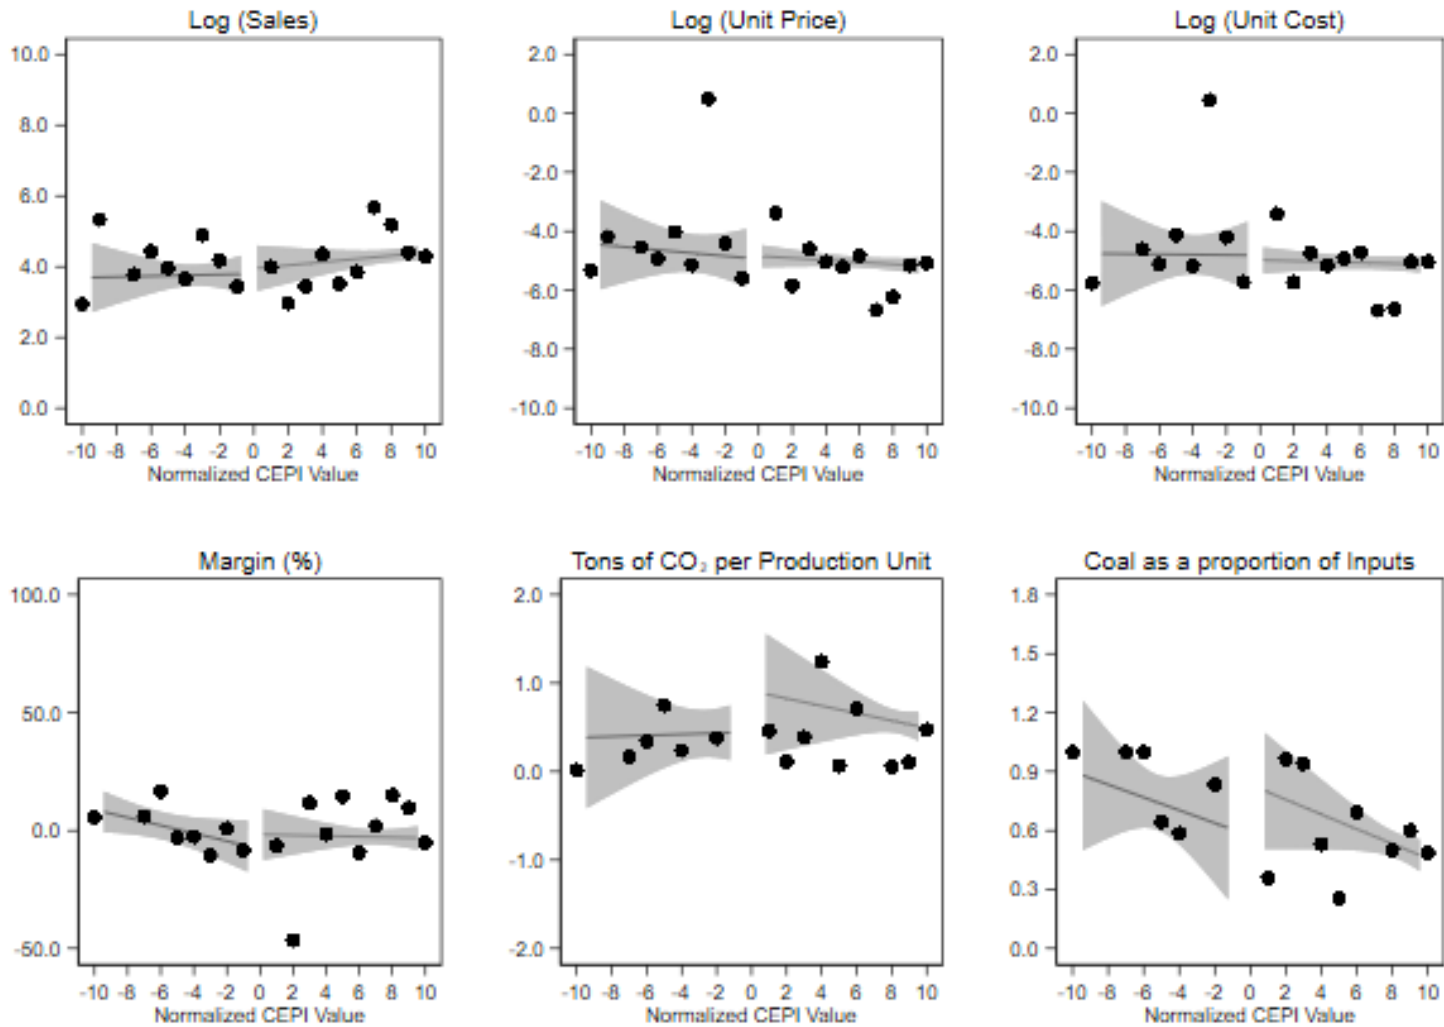 Log (Sales)
10.0
8.0
6.0
4.0
2.0
0.0
-10 -8 -6 -4 -2 0 2 4 6 8 10
Normalized CEPI Value
Log (Unit Price)
2.0
0.0
-2.0
-4.0
-6.0
-8.0
-10.0
-10 -8 -6 -4 -2 0 2 4 6 8 10
Normalized CEPI Value
Log (Unit Cost)
2.0
0.0
-2.0
-4.0
-6.0
-8.0
-10.0
-10 -8 -6 -4 -2 0 2 4 6 8 10
Normalized CEPI Value
Margin (%)
100.0
50.0
0.0
-50.0
-10 -8 -6 -4 -2 0 2 4 6 8 10
Normalized CEPI Value
Tons of CO₂ per Production Unit
2.0
1.0
0.0
-1.0
-2.0
-10 -8 -6 -4 -2 0 2 4 6 8 10
Normalized CEPI Value
Coal as a proportion of Inputs
1.8
1.5
1.2
0.9
0.6
0.3
0.0
-10 -8 -6 -4 -2 0 2 4 6 8 10
Normalized CEPI Value